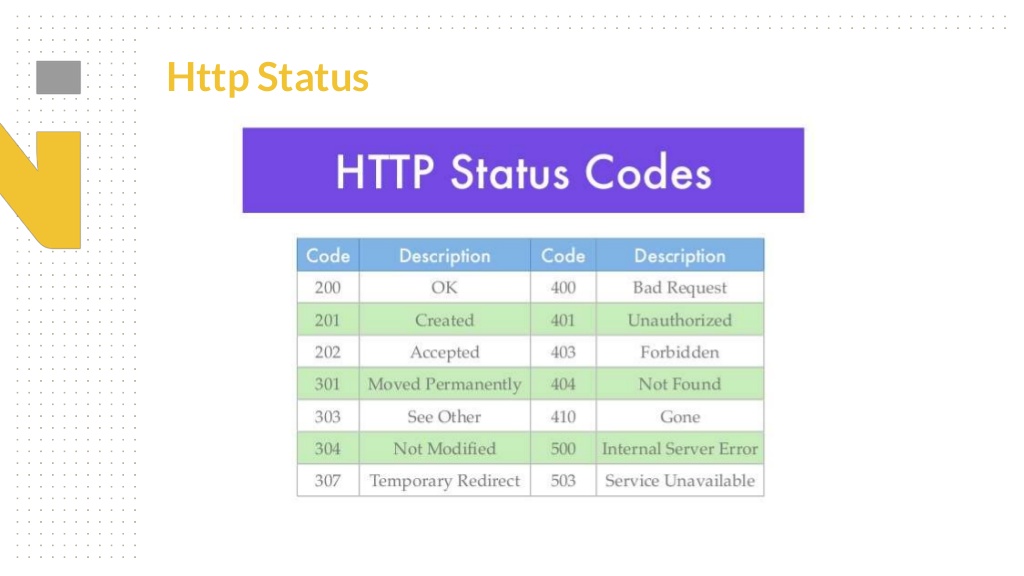 Http Status
HTTP Status Codes
Code Description Code Description
200 OK 400 Bad Request
201 Created 401 Unauthorized
202 Accepted 403 Forbidden
301 Moved Permanently 404 Not Found
303 See Other 410 Gone
304 Not Modified 500 Internal Server Error
307 Temporary Redirect 503 Service Unavailable